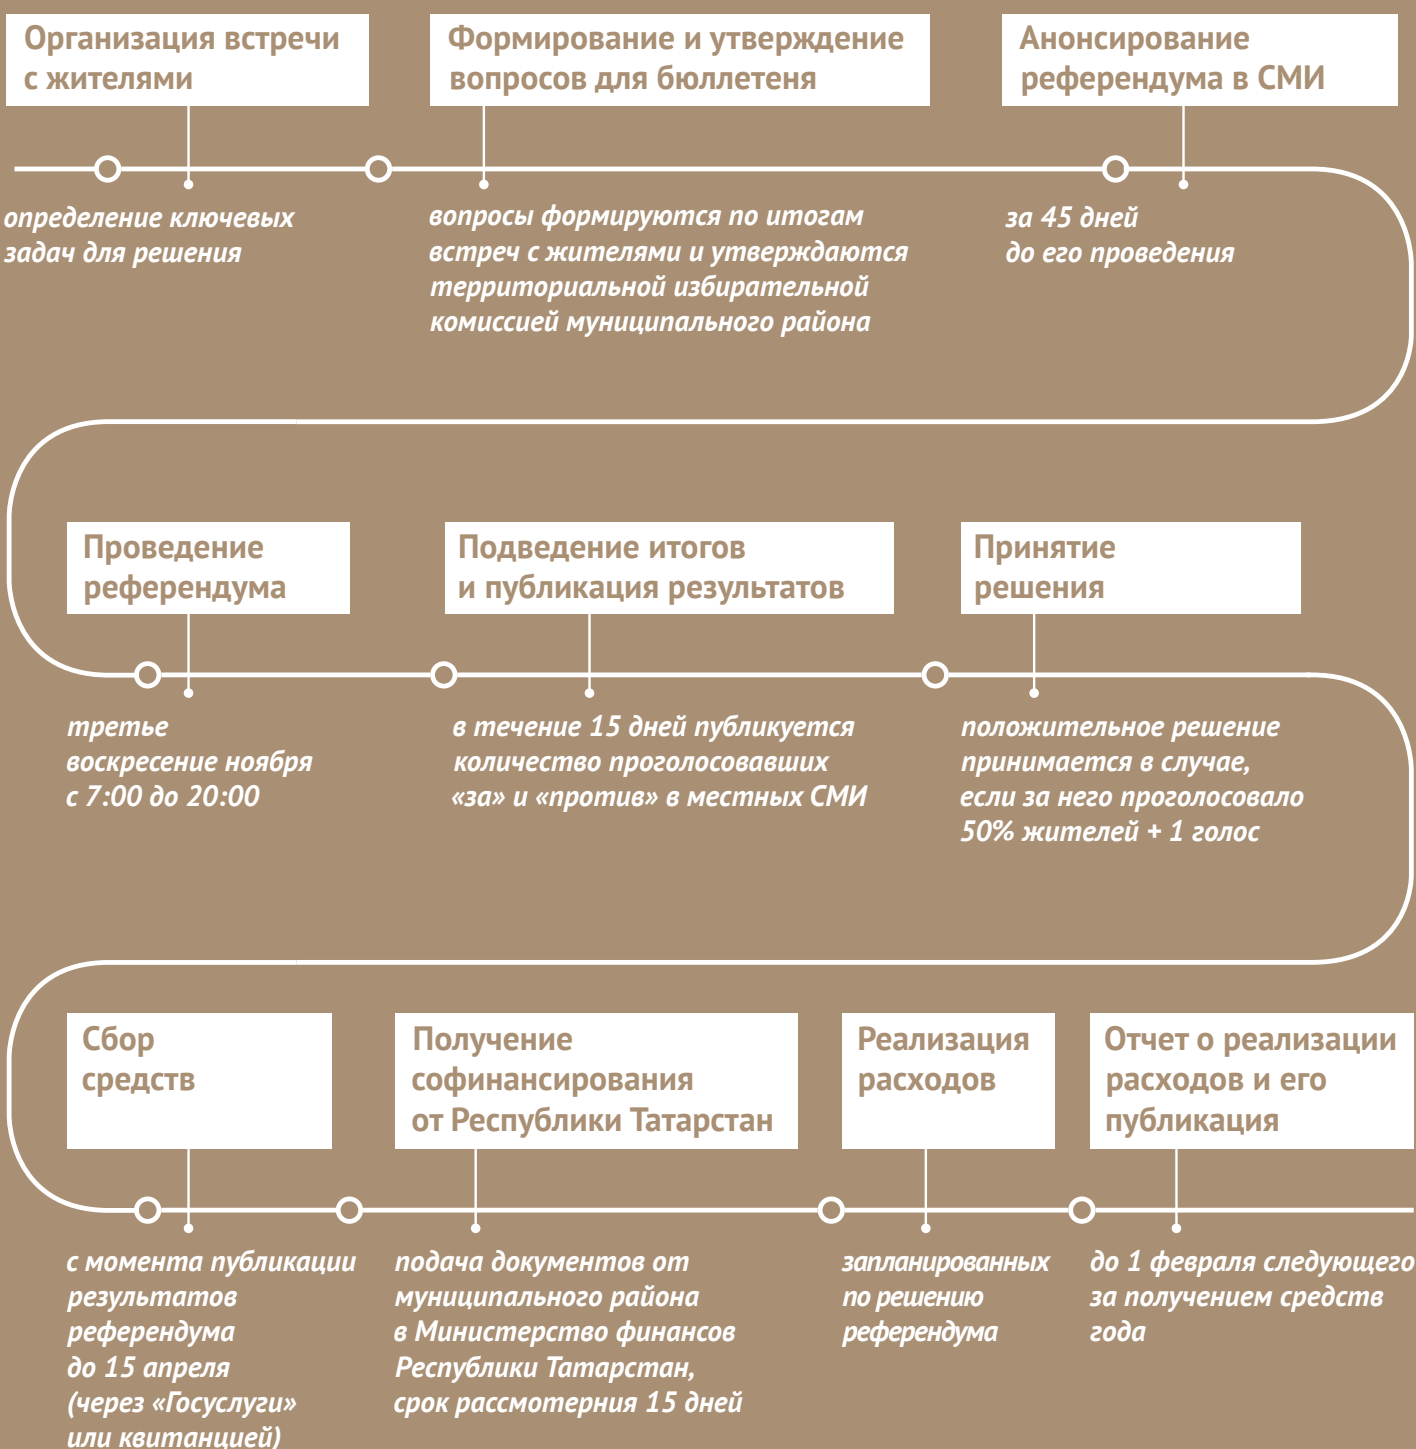 Организация встречи
с жителями
определение ключевых
задач для решения
Формирование и утверждение
вопросов для бюллетеня
вопросы формируются по итогам
встреч с жителями и утверждаются
территориальной избирательной
комиссией муниципального района
Анонсирование
референдума в СМИ
за 45 дней
до его проведения
Проведение
референдума
третье
воскресение ноября
с 7:00 до 20:00
Подведение итогов
и публикация результатов
в течение 15 дней публикуется
количество проголосовавших
«за» и «против» в местных СМИ
Принятие
решения
положительное решение
принимается в случае,
если за него проголосовало
50% жителей + 1 голос
Сбор
средств
с момента публикации
результатов
референдума
до 15 апреля
(через «Госуслуги»
или квитанцией)
Получение
софинансирования
от Республики Татарстан
подача документов от
муниципального района
в Министерство финансов
Республики Татарстан,
срок рассмотерния 15 дней
Реализация
расходов
запланированных
по решению
референдума
Отчет о реализации
расходов и его
публикация
до 1 февраля следующего
за получением средств
года